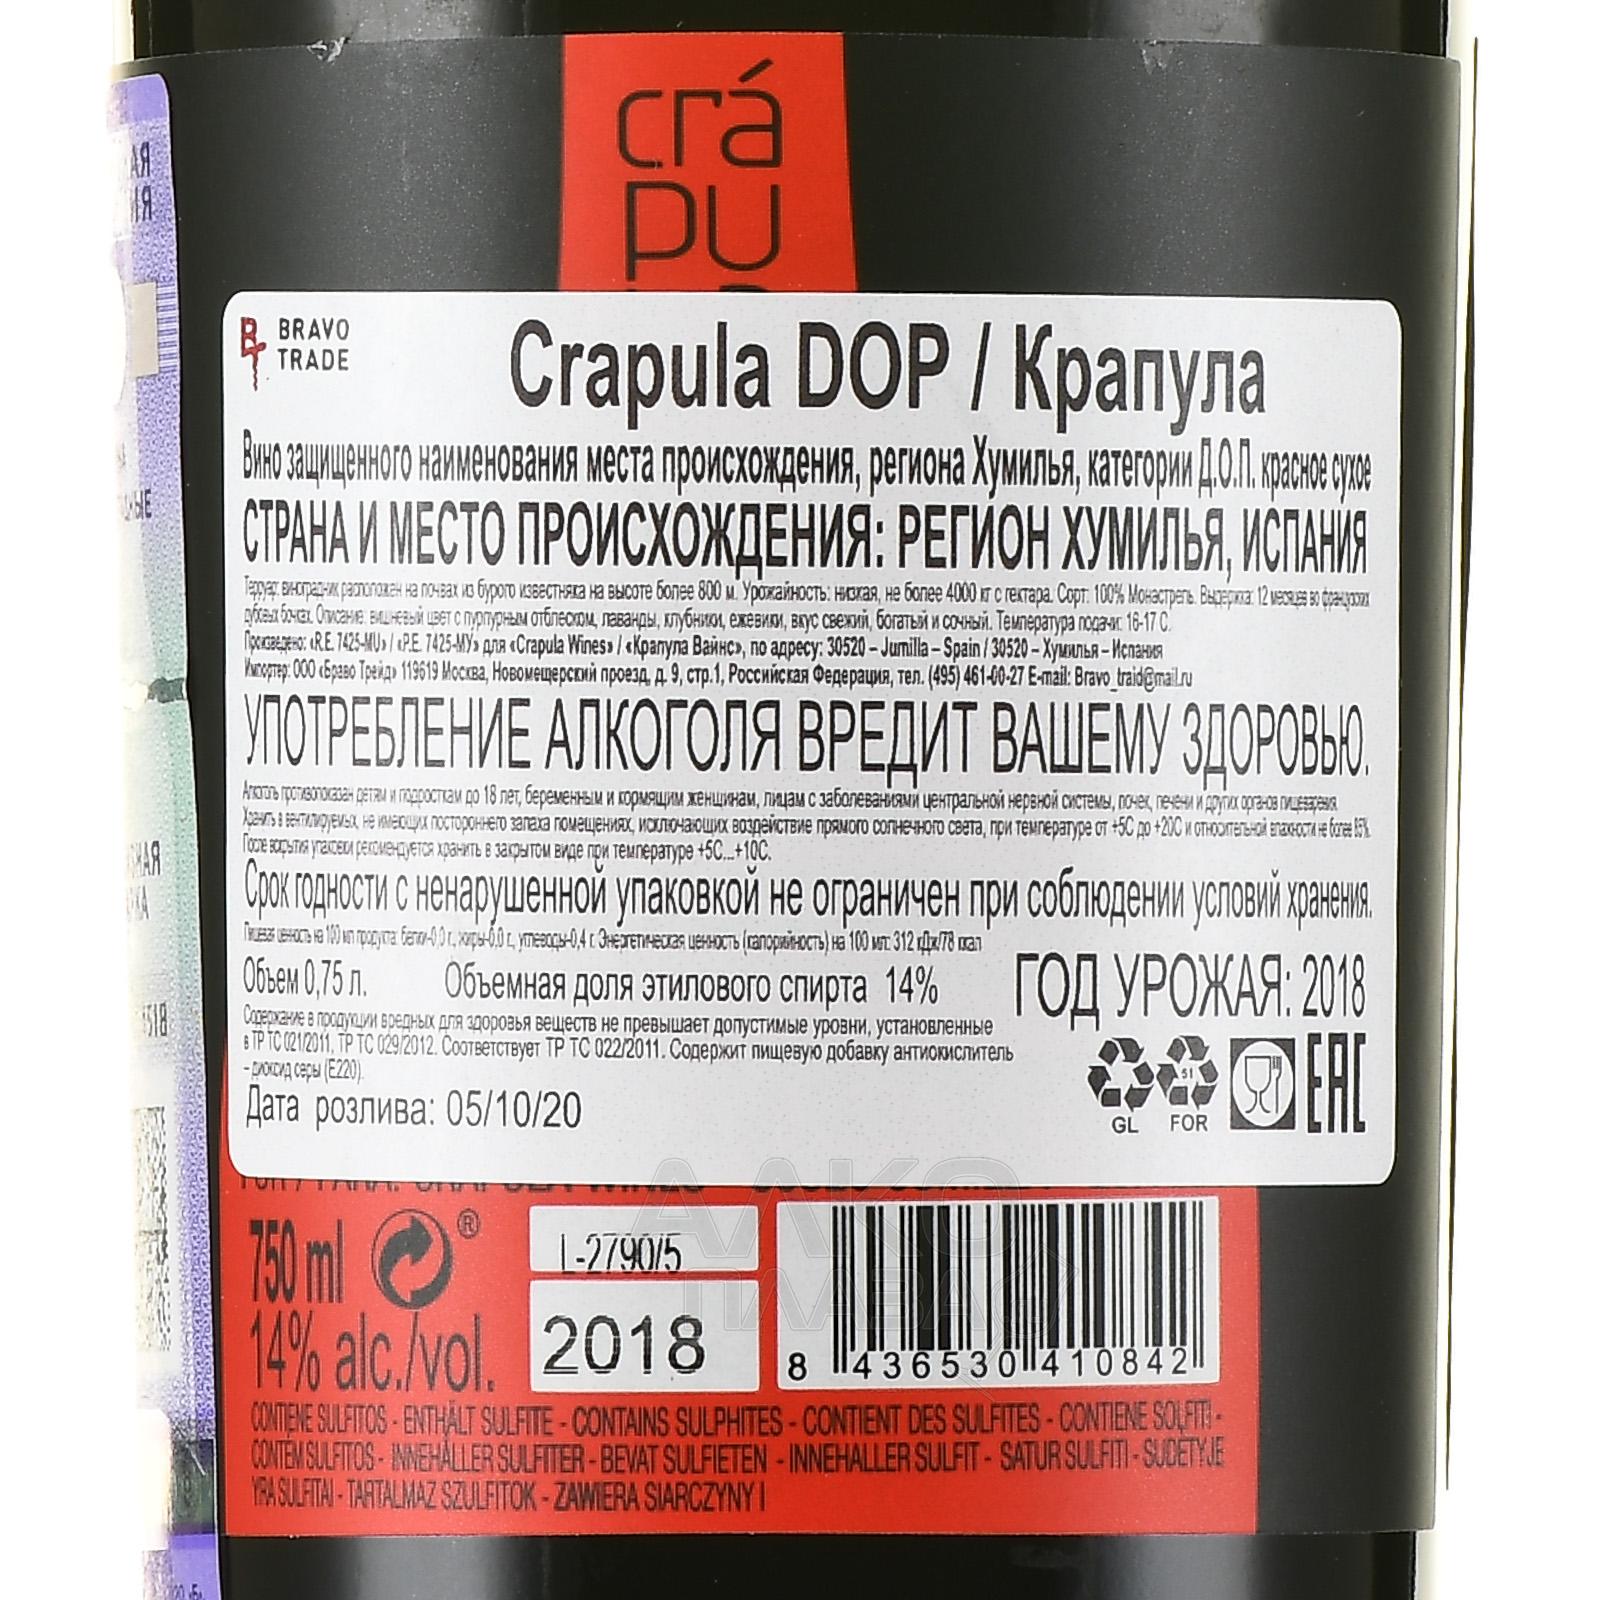 crá
pu
АЯ
ИЯ
BRAVO
TRADE
Crapula DOP / Крапула
Вино защищенного наименования места происхождения, региона Хумилья, категории Д.О.П. красное сухое
СТРАНА И МЕСТО ПРОИСХОЖДЕНИЯ: РЕГИОН ХУМИЛЬЯ, ИСПАНИЯ
Терруар: виноградник расположен на почвах из бурого известняка на высоте более 800 м. Урожайность: низкая, не более 4000 кг с гектара. Сорт: 100% Монастрель. Выдержка: 12 месяцев во французских
дубовых бочках. Описание: вишневый цвет с пурпурным отблеском, лаванды, клубники, ежевики, вкус свежий, богатый и сочный. Температура подачи: 16-17 С.
Произведено: «R.E. 7425-MU» / «Р.Е. 7425-МУ» для «Crapula Wines» / «Крапула Вайнс», по адресу: 30520 – Jumilla – Spain / 30520 – Хумилья – Испания
Импортер: ООО «Браво Трейд» 119619 Москва, Новомещерский проезд, д. 9, стр.1, Российская Федерация, тел. (495) 461-00-27 E-mail: Bravo_traid@mail.ru
УПОТРЕБЛЕНИЕ АЛКОГОЛЯ ВРЕДИТ ВАШЕМУ ЗДОРОВЬЮ.
Алкоголь противопоказан детям и подросткам до 18 лет, беременным и кормящим женщинам, лицам с заболеваниями центральной нервной системы, почек, печени и других органов пищеварения.
Хранить в вентилируемых, не имеющих постороннего запаха помещениях, исключающих воздействие прямого солнечного света, при температуре от +5С до +20С и относительной влажности не более 85%.
После вскрытия упаковки рекомендуется хранить в закрытом виде при температуре +5С...+10С.
Срок годности с ненарушенной упаковкой не ограничен при соблюдении условий хранения.
Пищевая ценность на 100 мл продукта: белки-0,0 г., жиры-0,0 г., углеводы-0,4 г. Энергетическая ценность (калорийность) на 100 мл: 312 кДж/78 ккал
Объем 0,75 л. Объемная доля этилового спирта 14% ГОД УРОЖАЯ: 2018
Содержание в продукции вредных для здоровья веществ не превышает допустимые уровни, установленные
в ТР ТС 021/2011, ТР ТС 029/2012. Соответствует ТР ТС 022/2011. Содержит пищевую добавку антиокислитель
– диоксид серы (Е220).
Дата розлива: 05/10/20
GL
51
FOR
EAC
750 ml ®
14% alc./vol.
L-2790/5
2018
8 436530 410842
CONTIENE SULFITOS - ENTHÄLT SULFITE - CONTAINS SULPHITES - CONTIENT DES SULFITES - CONTIENE SOLFITI -
CONTÉM SULFITOS - INNEHÅLLER SULFITER - BEVAT SULFIETEN - INNEHALLER SULFIT - SATUR SULFITI - SUDETYJE
YRA SULFITAI - TARTALMAZ SZULFITOK - ZAWIERA SIARCZYNY I
АЛКО